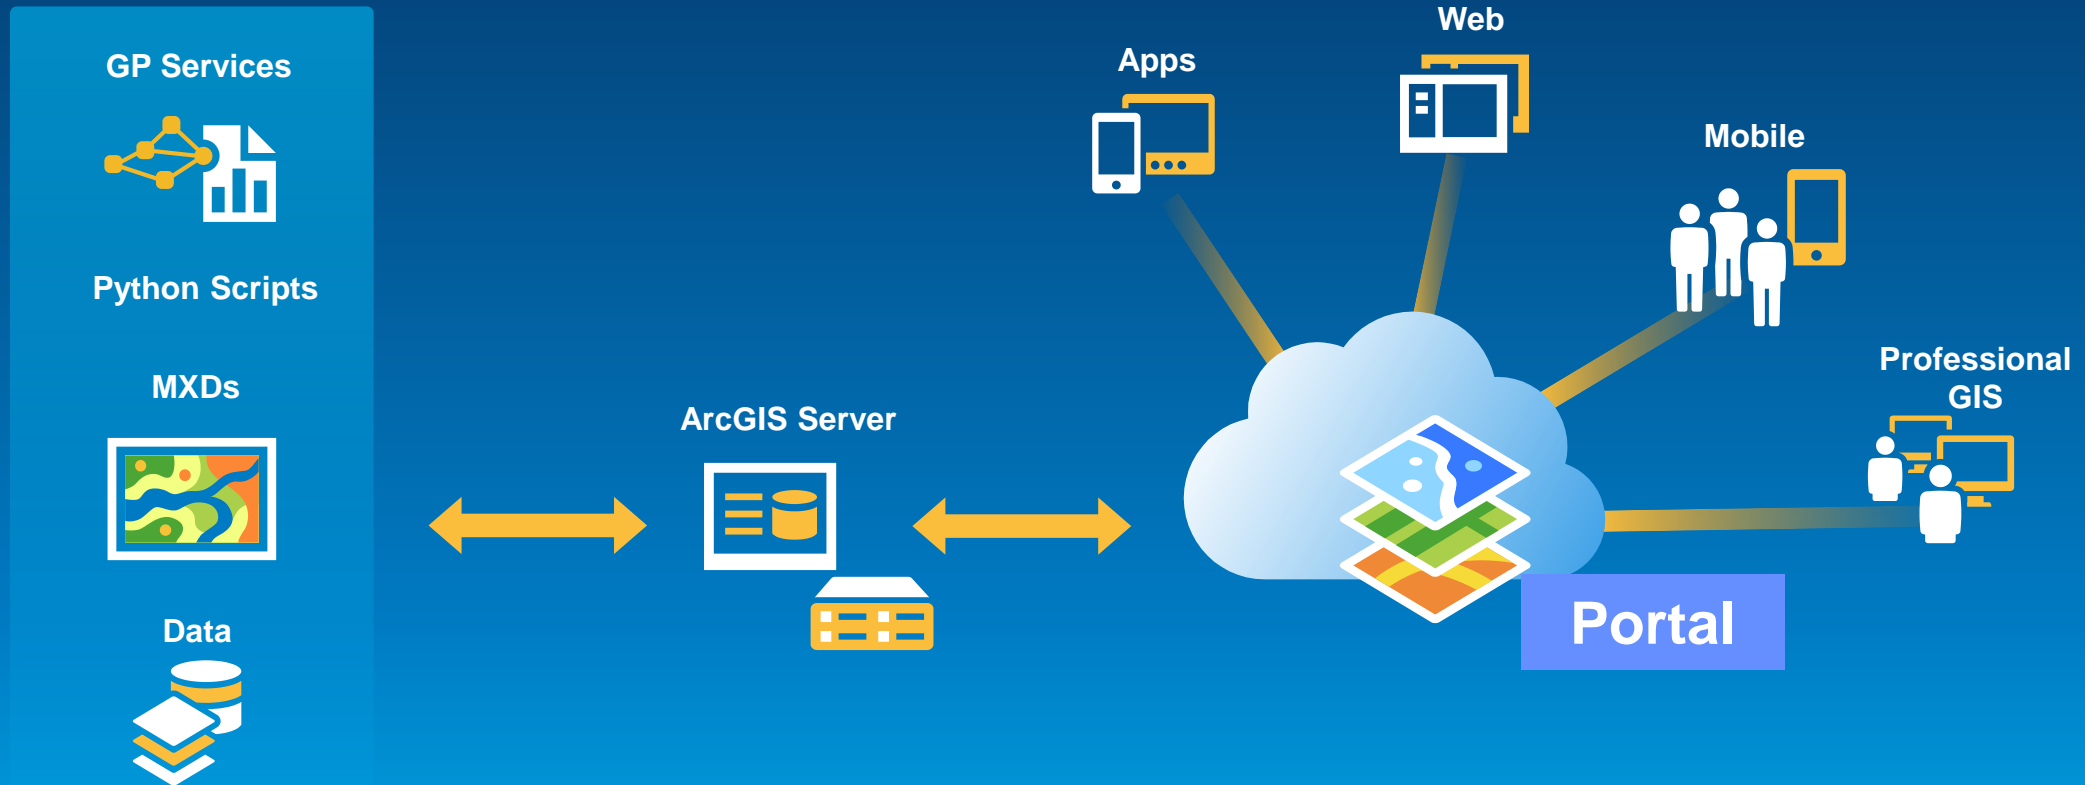 GP Services
Python Scripts
MXDs
Data
ArcGIS Server
Apps
Web
Mobile
Professional
GIS
Portal